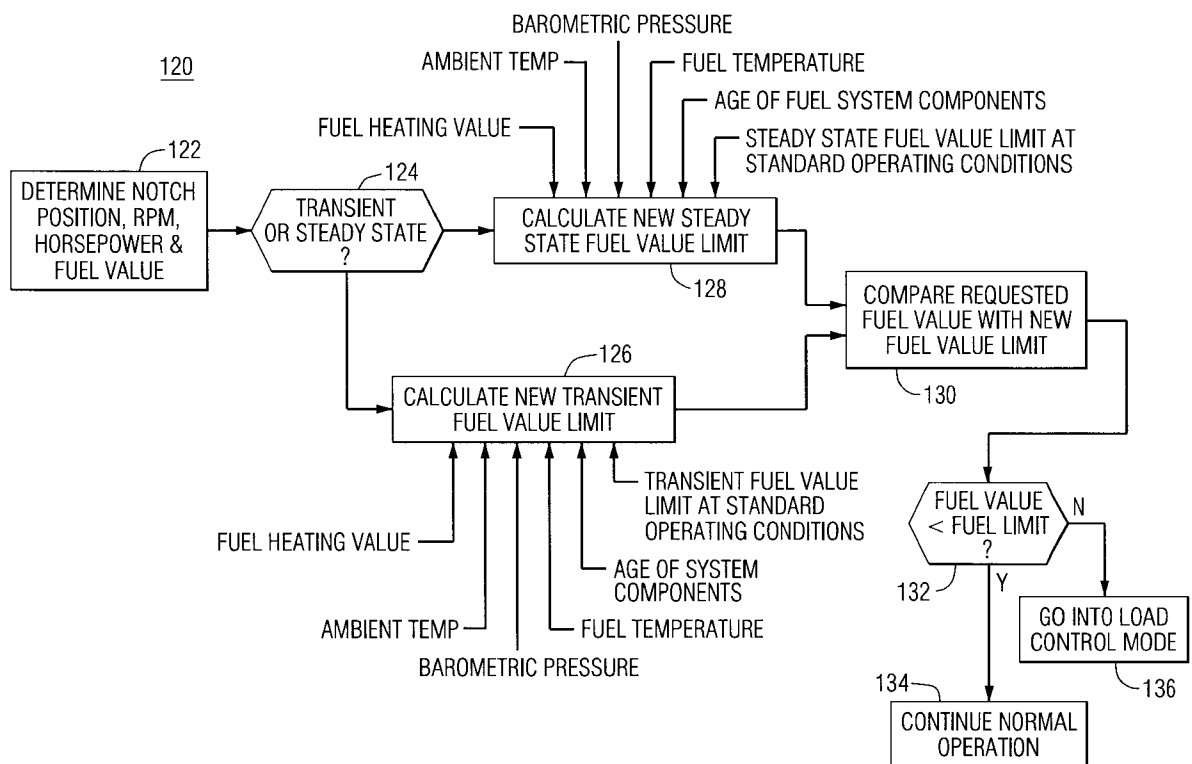 120
BAROMETRIC PRESSURE
AMBIENT TEMP
FUEL TEMPERATURE
AGE OF FUEL SYSTEM COMPONENTS
FUEL HEATING VALUE
STEADY STATE FUEL VALUE LIMIT AT
STANDARD OPERATING CONDITIONS
122
DETERMINE NOTCH
POSITION, RPM,
HORSEPOWER &
FUEL VALUE
124
TRANSIENT
OR STEADY STATE
?
CALCULATE NEW STEADY
STATE FUEL VALUE LIMIT
128
COMPARE REQUESTED
FUEL VALUE WITH NEW
FUEL VALUE LIMIT
130
126
CALCULATE NEW TRANSIENT
FUEL VALUE LIMIT
TRANSIENT FUEL VALUE
LIMIT AT STANDARD
OPERATING CONDITIONS
FUEL HEATING VALUE
AGE OF SYSTEM
COMPONENTS
AMBIENT TEMP
FUEL TEMPERATURE
BAROMETRIC PRESSURE
FUEL VALUE
< FUEL LIMIT
?
N
132
Y
GO INTO LOAD
CONTROL MODE
136
134
CONTINUE NORMAL
OPERATION